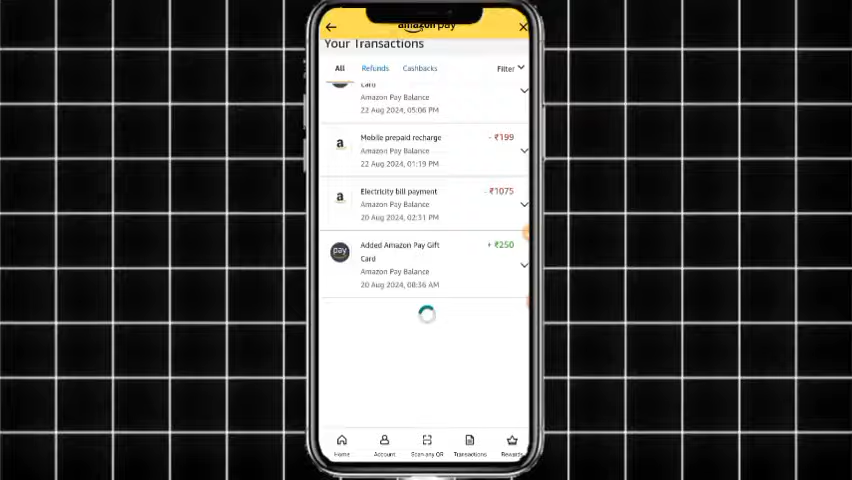 amazon pay
Your Transactions
All Refunds Cashbacks Filter
Card
Amazon Pay Balance
22 Aug 2024, 05:06 PM
a Mobile prepaid recharge - ₹199
Amazon Pay Balance
22 Aug 2024, 01:19 PM
a Electricity bill payment - ₹1075
Amazon Pay Balance
20 Aug 2024, 02:31 PM
pay Added Amazon Pay Gift + ₹250
Card
Amazon Pay Balance
20 Aug 2024, 08:36 AM
Home Account Scan any QR Transactions Rewards